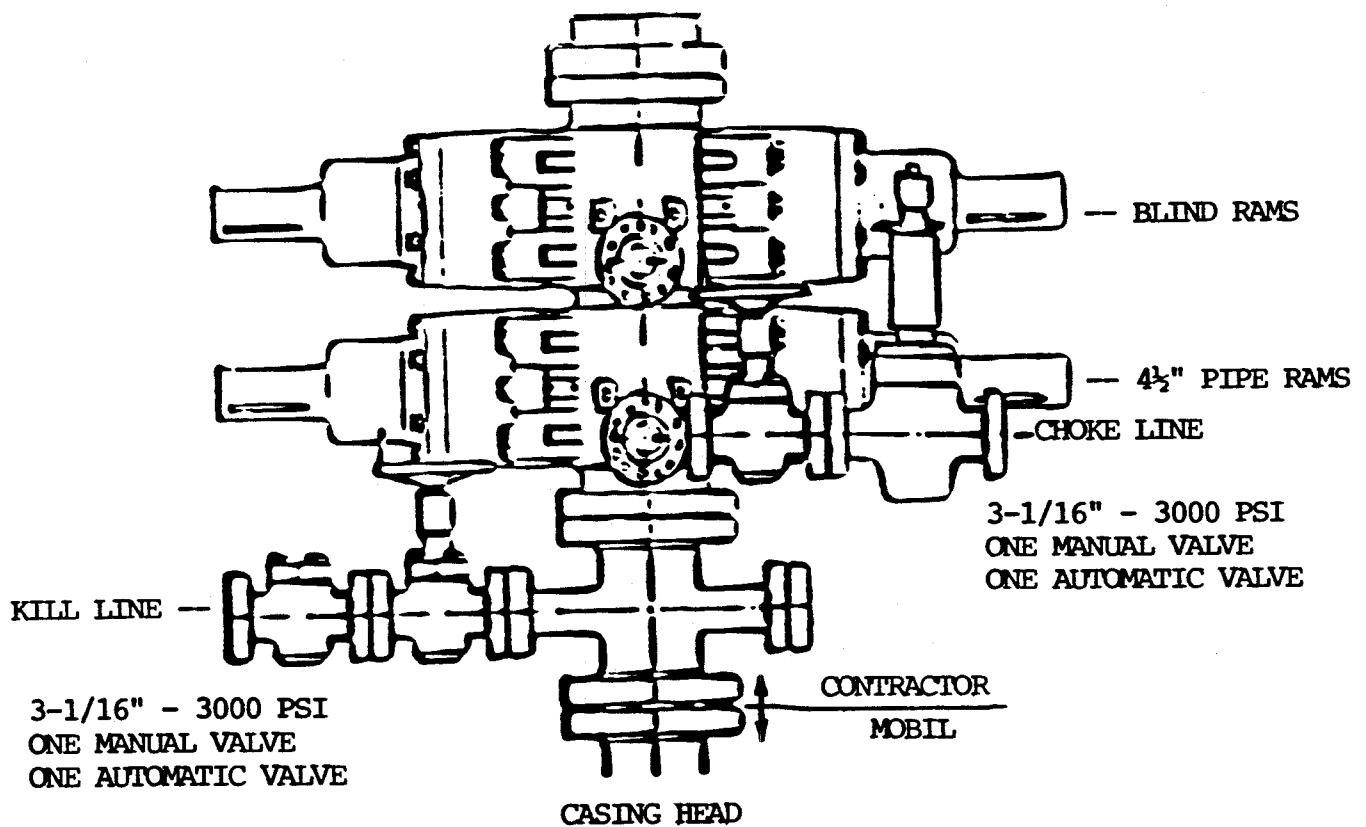 — BLIND RAMS
— 4½" PIPE RAMS
—CHOKE LINE
3-1/16" - 3000 PSI
ONE MANUAL VALVE
ONE AUTOMATIC VALVE
KILL LINE —
3-1/16" - 3000 PSI
ONE MANUAL VALVE
ONE AUTOMATIC VALVE
CONTRACTOR
MOBIL
CASING HEAD